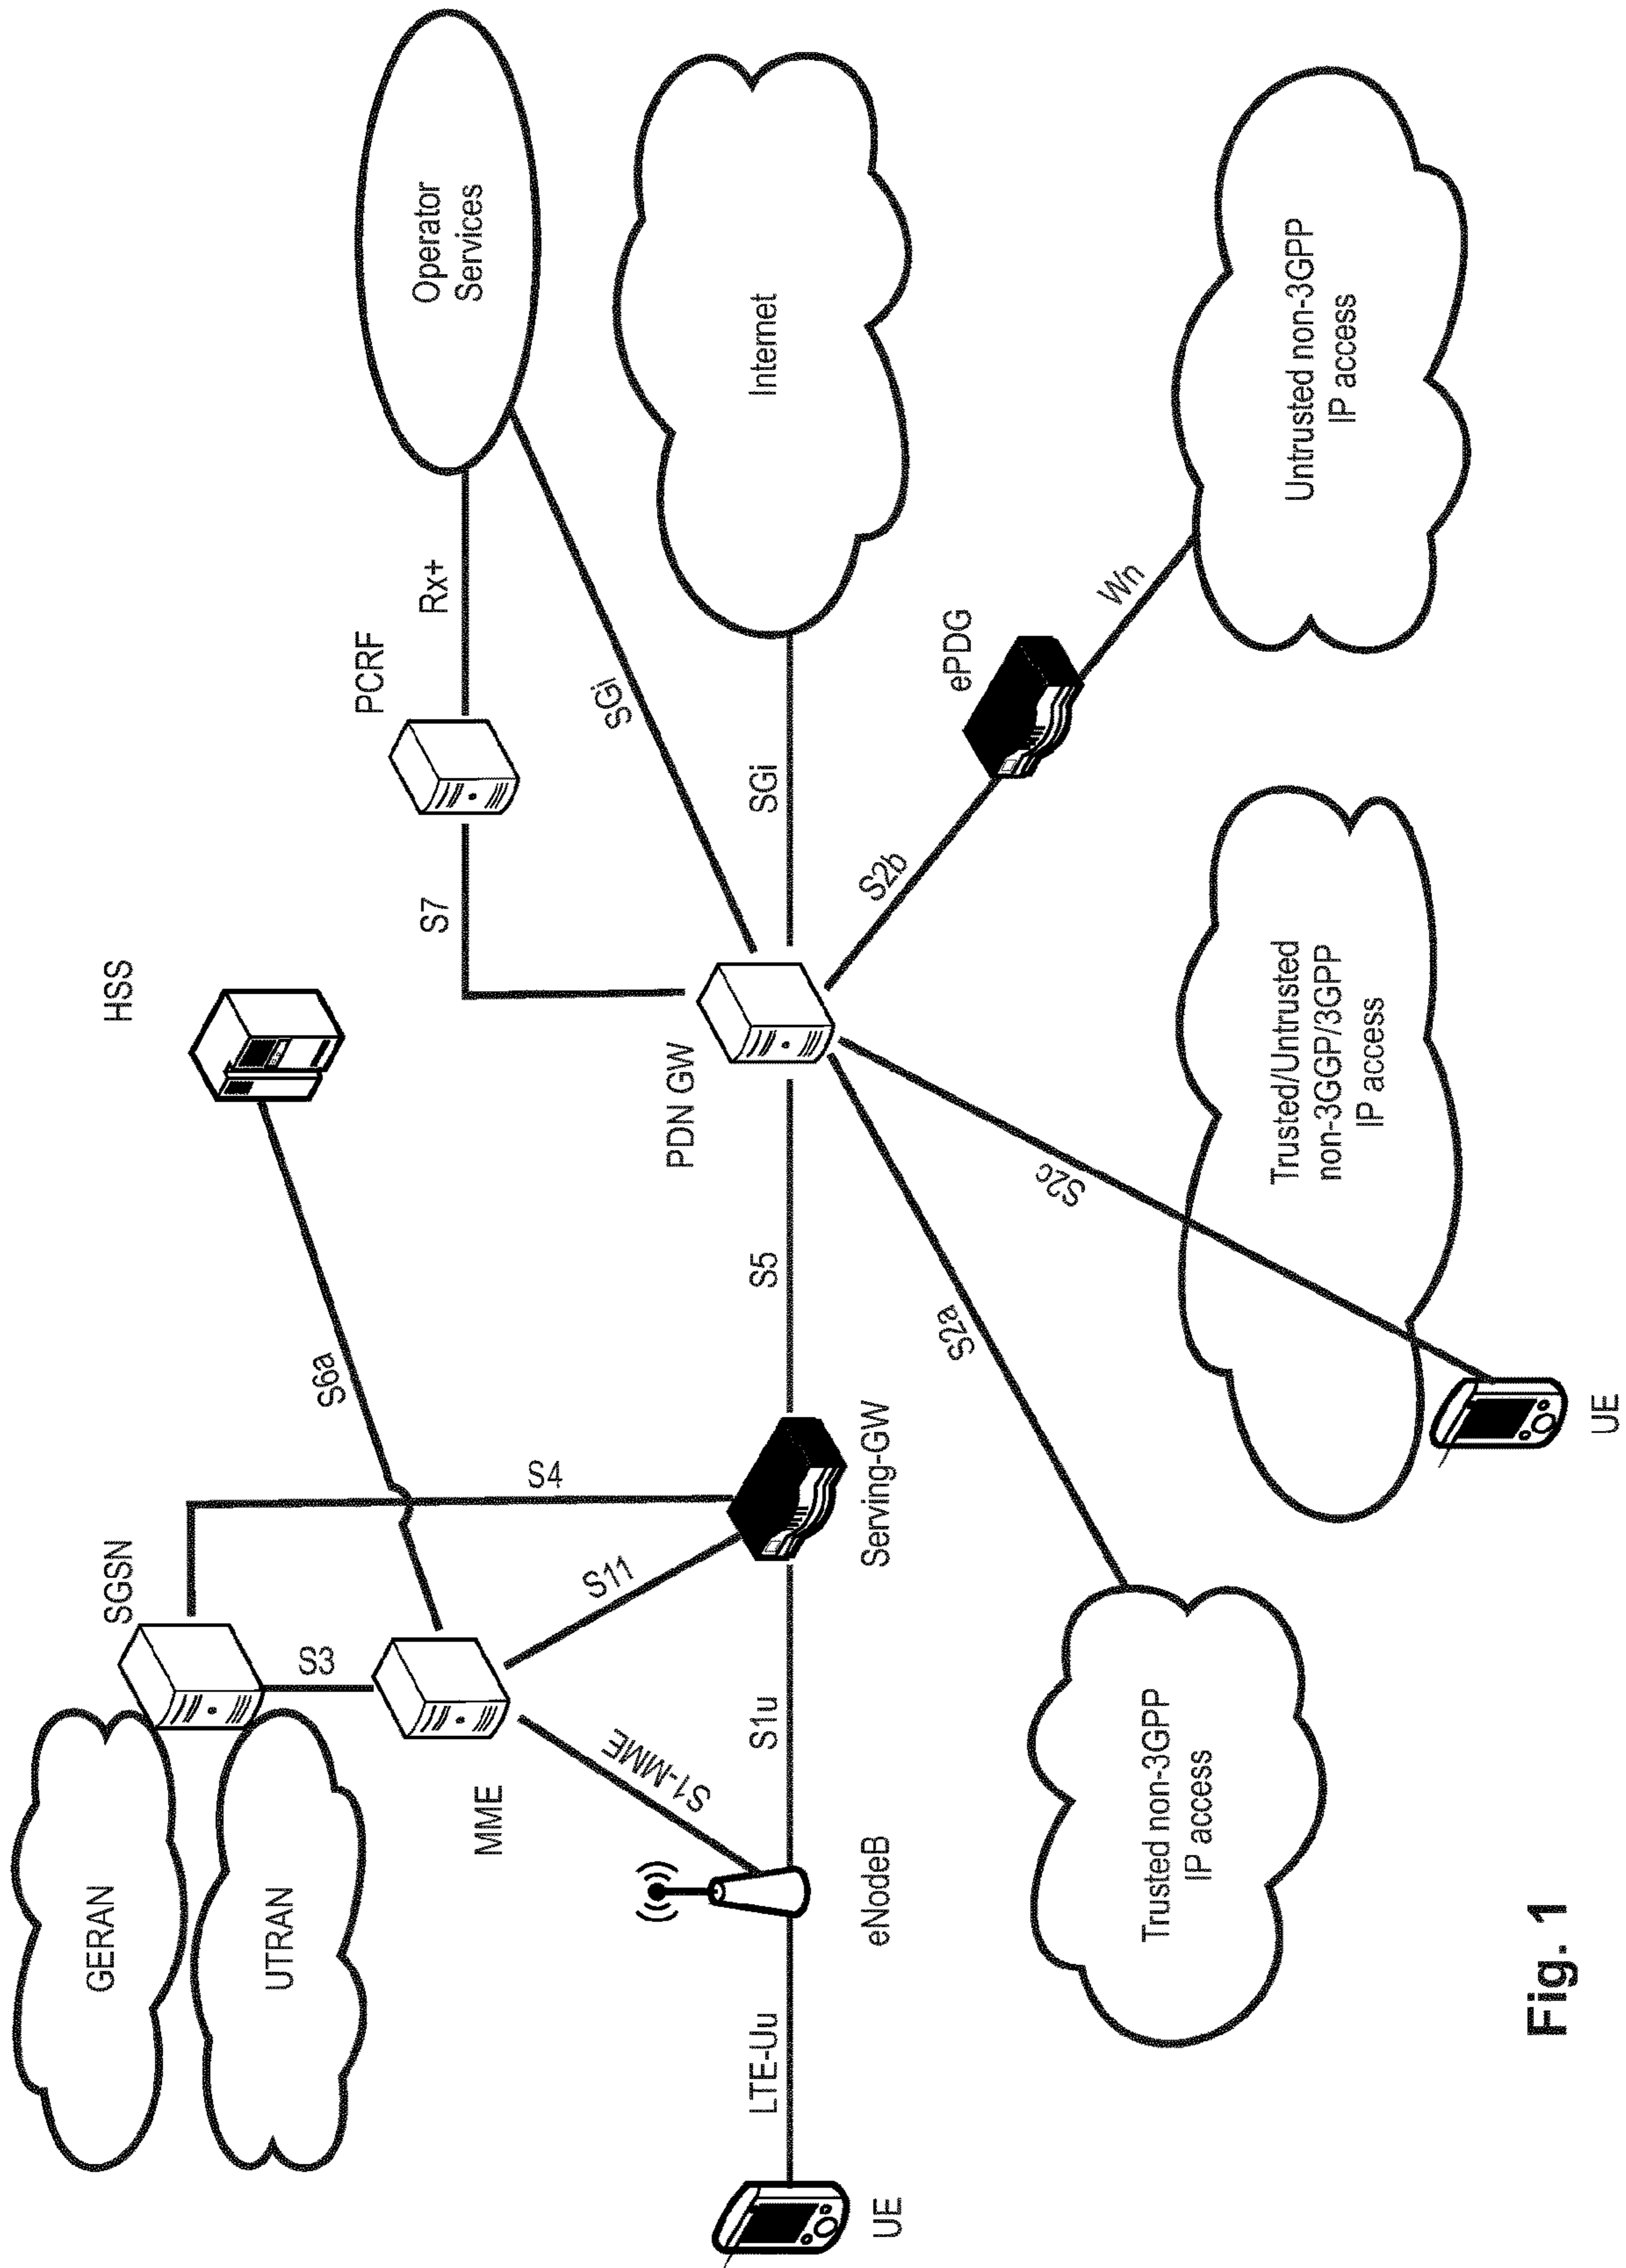 GERAN
UTRAN
SGSN
HSS
S3
S6a
S4
MME
S11
S1-MME
PCRF
S7
Rx+
Operator
Services
SGi
Internet
SGi
PDN GW
S5
Serving-GW
S1u
eNodeB
LTE-Uu
UE
S2a
S2c
S2b
ePDG
Wn
Trusted non-3GPP
IP access
Trusted/Untrusted
non-3GGP/3GPP
IP access
Untrusted non-3GPP
IP access
UE
Fig. 1